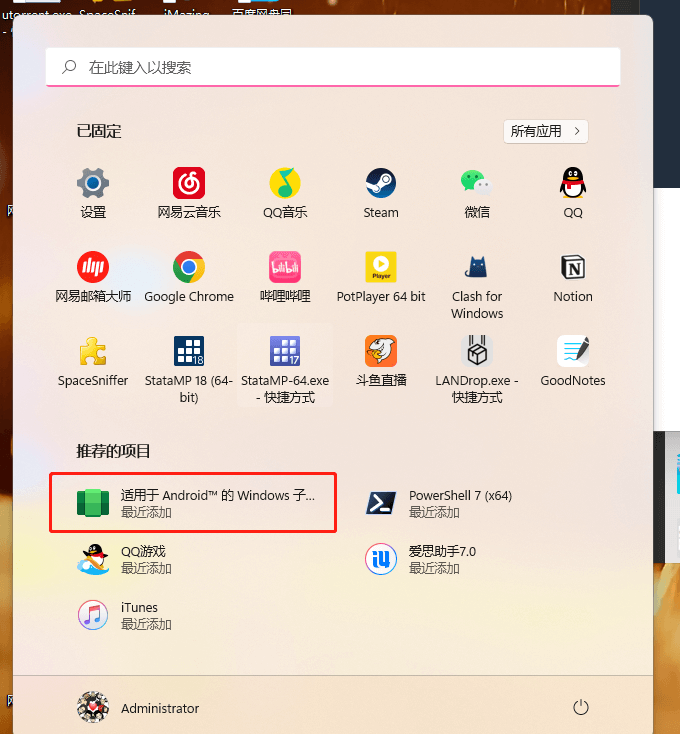 utorrent.exe SpaceSnif... iMazing 百度网盘同
在此键入以搜索
已固定
所有应用
设置
网易云音乐
QQ音乐
Steam
微信
QQ
网易邮箱大师
Google Chrome
bilibili
哔哩哔哩
Player
PotPlayer 64 bit
Clash for
Windows
Notion
SpaceSniffer
18
StataMP 18 (64-
bit)
17
StataMP-64.exe
- 快捷方式
斗鱼直播
LANDrop.exe -
快捷方式
GoodNotes
推荐的项目
适用于 Android™ 的 Windows 子...
最近添加
PowerShell 7 (x64)
最近添加
QQ游戏
最近添加
爱思助手7.0
最近添加
iTunes
最近添加
Administrator